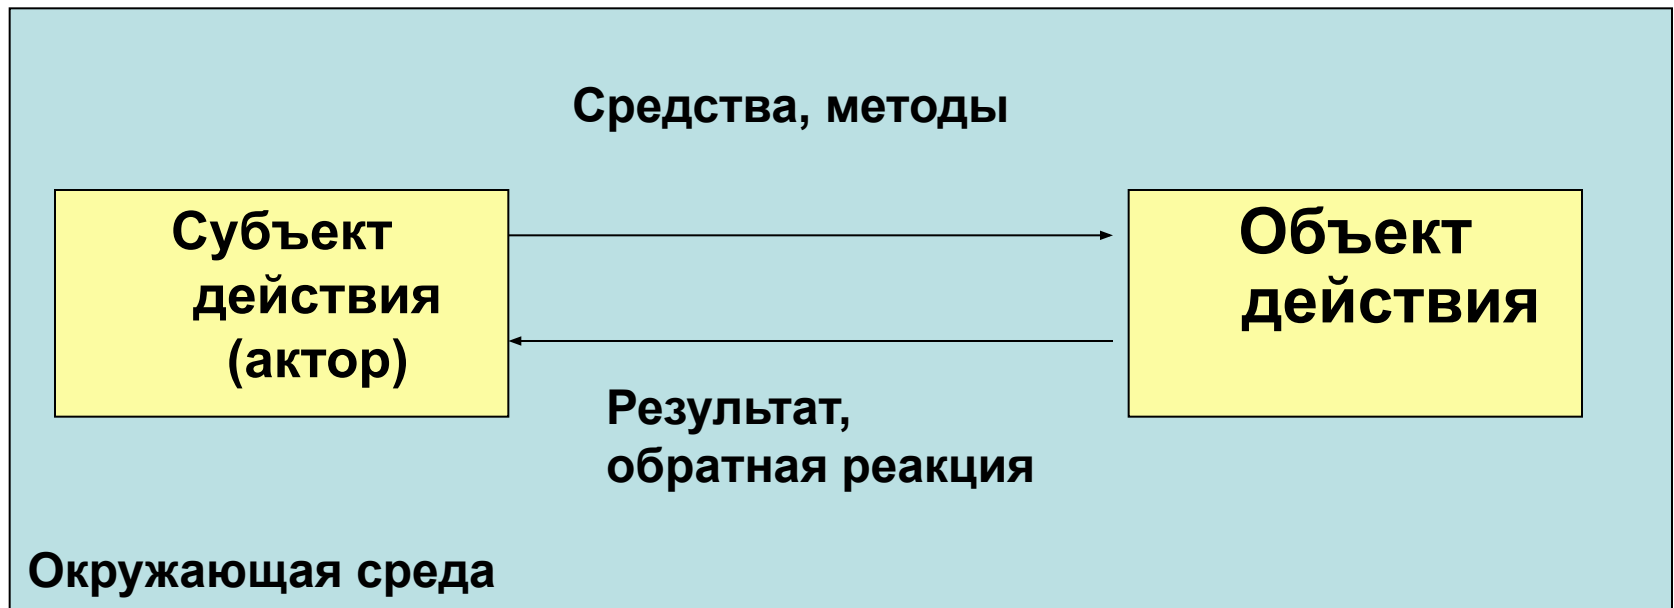 Средства, методы
Субъект
действия
(актор)
Объект
действия
Результат,
обратная реакция
Окружающая среда